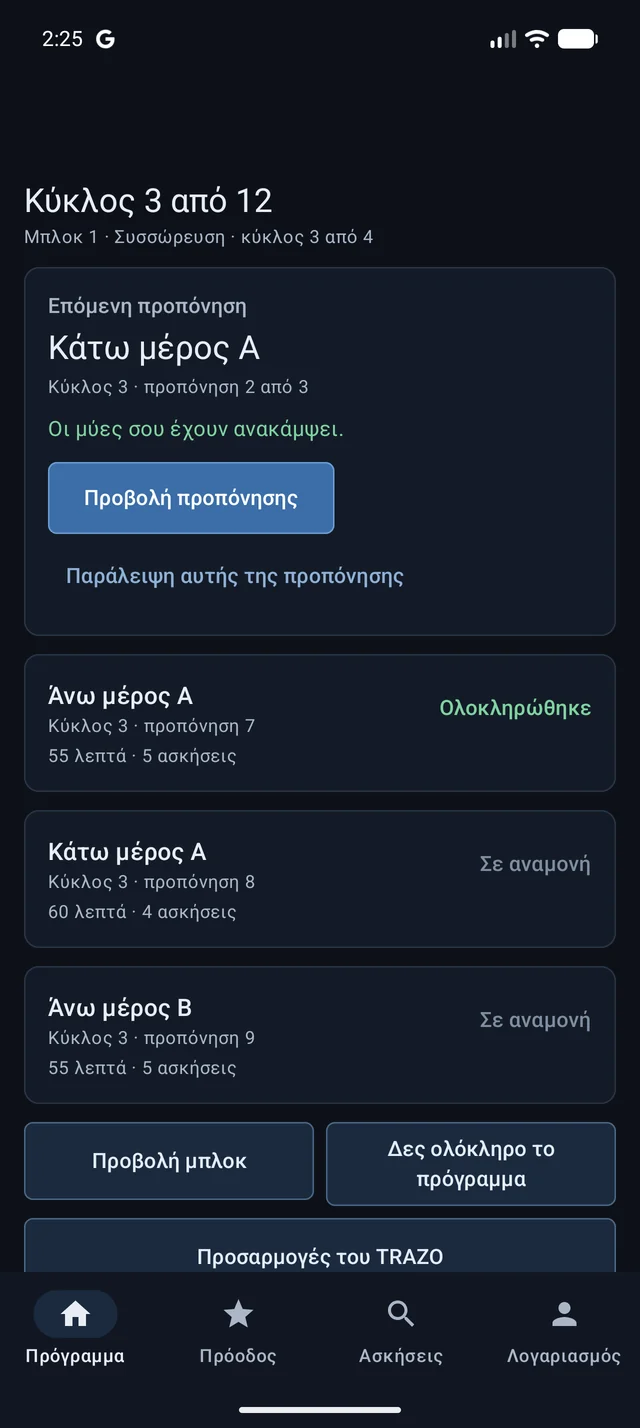 2:25
Κύκλος 3 από 12
Μπλοκ 1 · Συσσώρευση · κύκλος 3 από 4
Επόμενη προπόνηση
Κάτω μέρος Α
Κύκλος 3 · προπόνηση 2 από 3
Οι μύες σου έχουν ανακάμψει.
Προβολή προπόνησης
Παράλειψη αυτής της προπόνησης
Άνω μέρος Α
Ολοκληρώθηκε
Κύκλος 3 · προπόνηση 7
55 λεπτά · 5 ασκήσεις
Κάτω μέρος Α
Σε αναμονή
Κύκλος 3 · προπόνηση 8
60 λεπτά · 4 ασκήσεις
Άνω μέρος Β
Σε αναμονή
Κύκλος 3 · προπόνηση 9
55 λεπτά · 5 ασκήσεις
Προβολή μπλοκ
Δες ολόκληρο το
πρόγραμμα
Προσαρμογές του TRAZO
Πρόγραμμα
Πρόοδος
Ασκήσεις
Λογαριασμός